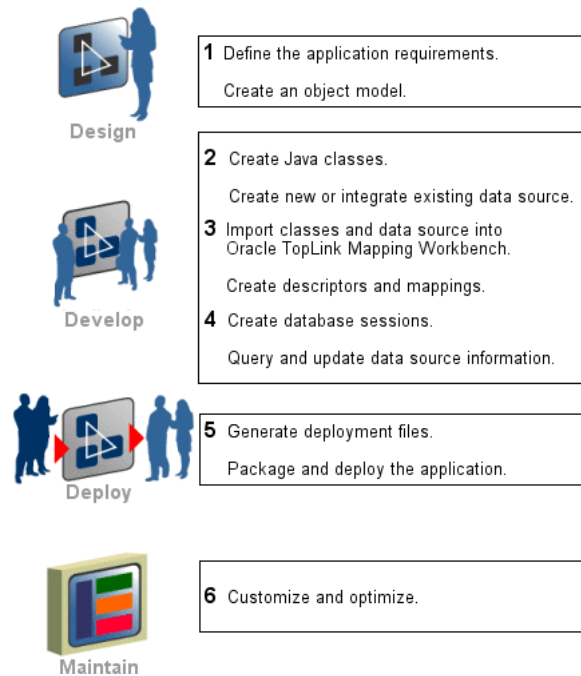 1 Define the application requirements.
Create an object model.
Design
2 Create Java classes.
Create new or integrate existing data source.
3 Import classes and data source into
Oracle TopLink Mapping Workbench.
Create descriptors and mappings.
4 Create database sessions.
Query and update data source information.
Develop
5 Generate deployment files.
Package and deploy the application.
Deploy
6 Customize and optimize.
Maintain